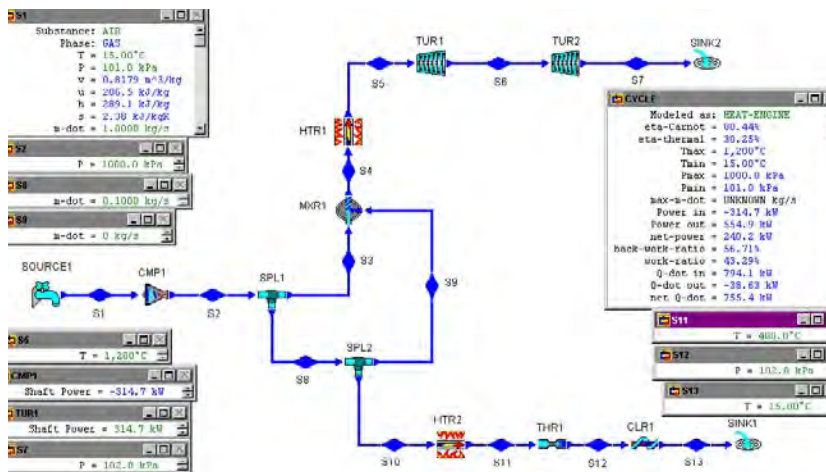 S1
Substance: AIR
Phase: GAS
T = 15.00°C
P = 101.0 kPa
v = 0.8179 m^3/kg
u = 206.5 kJ/kg
h = 289.1 kJ/kg
s = 2.38 kJ/kgK
m-dot = 1.0000 kg/s
S2
P = 1000.0 kPa
S8
m-dot = 0.1000 kg/s
S9
m-dot = 0 kg/s
SOURCE1
CMP1
SPL1
S1
S2
S3
MXR1
S4
HTR1
S5
TUR1
S6
TUR2
S7
SINK2
S9
S8
SPL2
S10
HTR2
S11
THR1
S12
CLR1
S13
SINK1
CYCLE
Modeled as: HEAT-ENGINE
eta-Carnot = 80.44%
eta-thermal = 30.25%
Tmax = 1,200°C
Tmin = 15.00°C
Pmax = 1000.0 kPa
Pmin = 101.0 kPa
max-m-dot = UNKNOWN kg/s
Power in = -314.7 kW
Power out = 554.9 kW
net-power = 240.2 kW
back-work-ratio = 56.71%
work-ratio = 43.29%
Q-dot in = 794.1 kW
Q-dot out = -38.63 kW
net Q-dot = 755.4 kW
S11
T = 400.0°C
S12
P = 102.0 kPa
S13
T = 15.00°C
T = 1,200°C
CMP1
Shaft Power = -314.7 kW
TUR1
Shaft Power = 314.7 kW
S7
P = 102.0 kPa